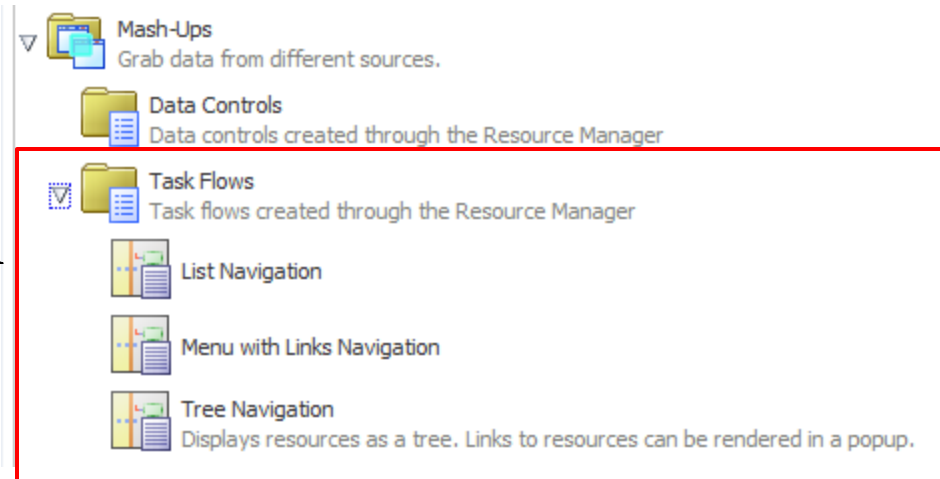 Mash-Ups
Grab data from different sources.
Data Controls
Data controls created through the Resource Manager
Task Flows
Task flows created through the Resource Manager
List Navigation
Menu with Links Navigation
Tree Navigation
Displays resources as a tree. Links to resources can be rendered in a popup.